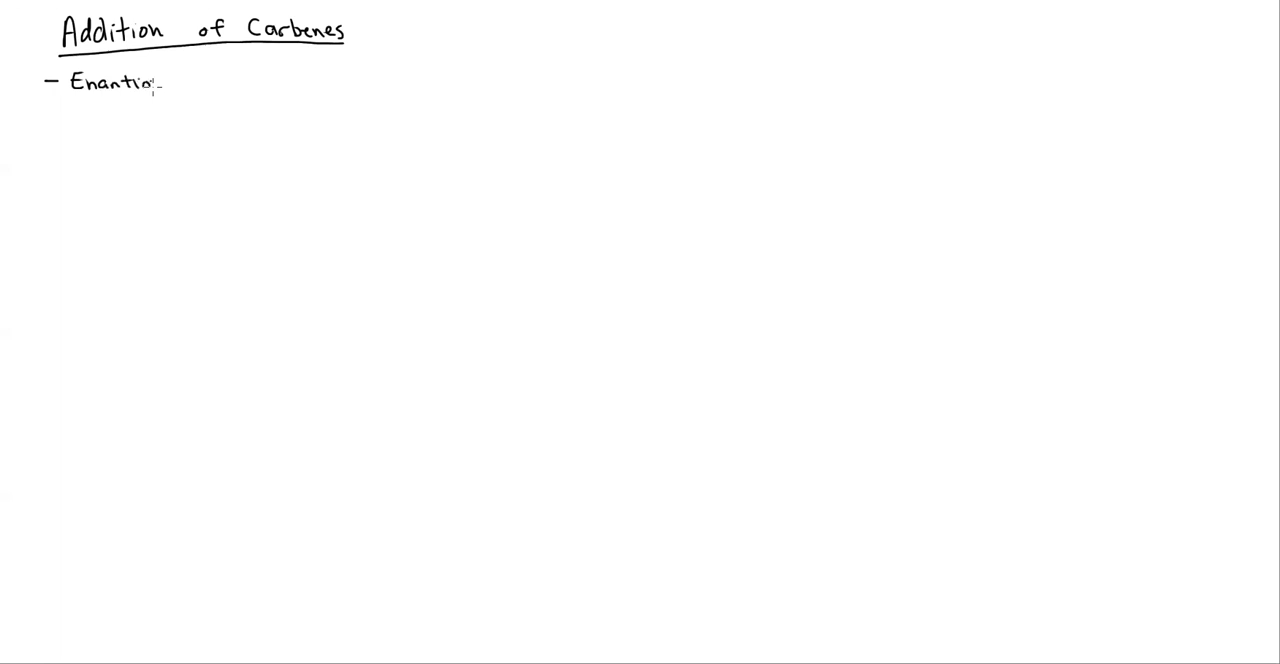 Addition of Carbenes
- Enantio-